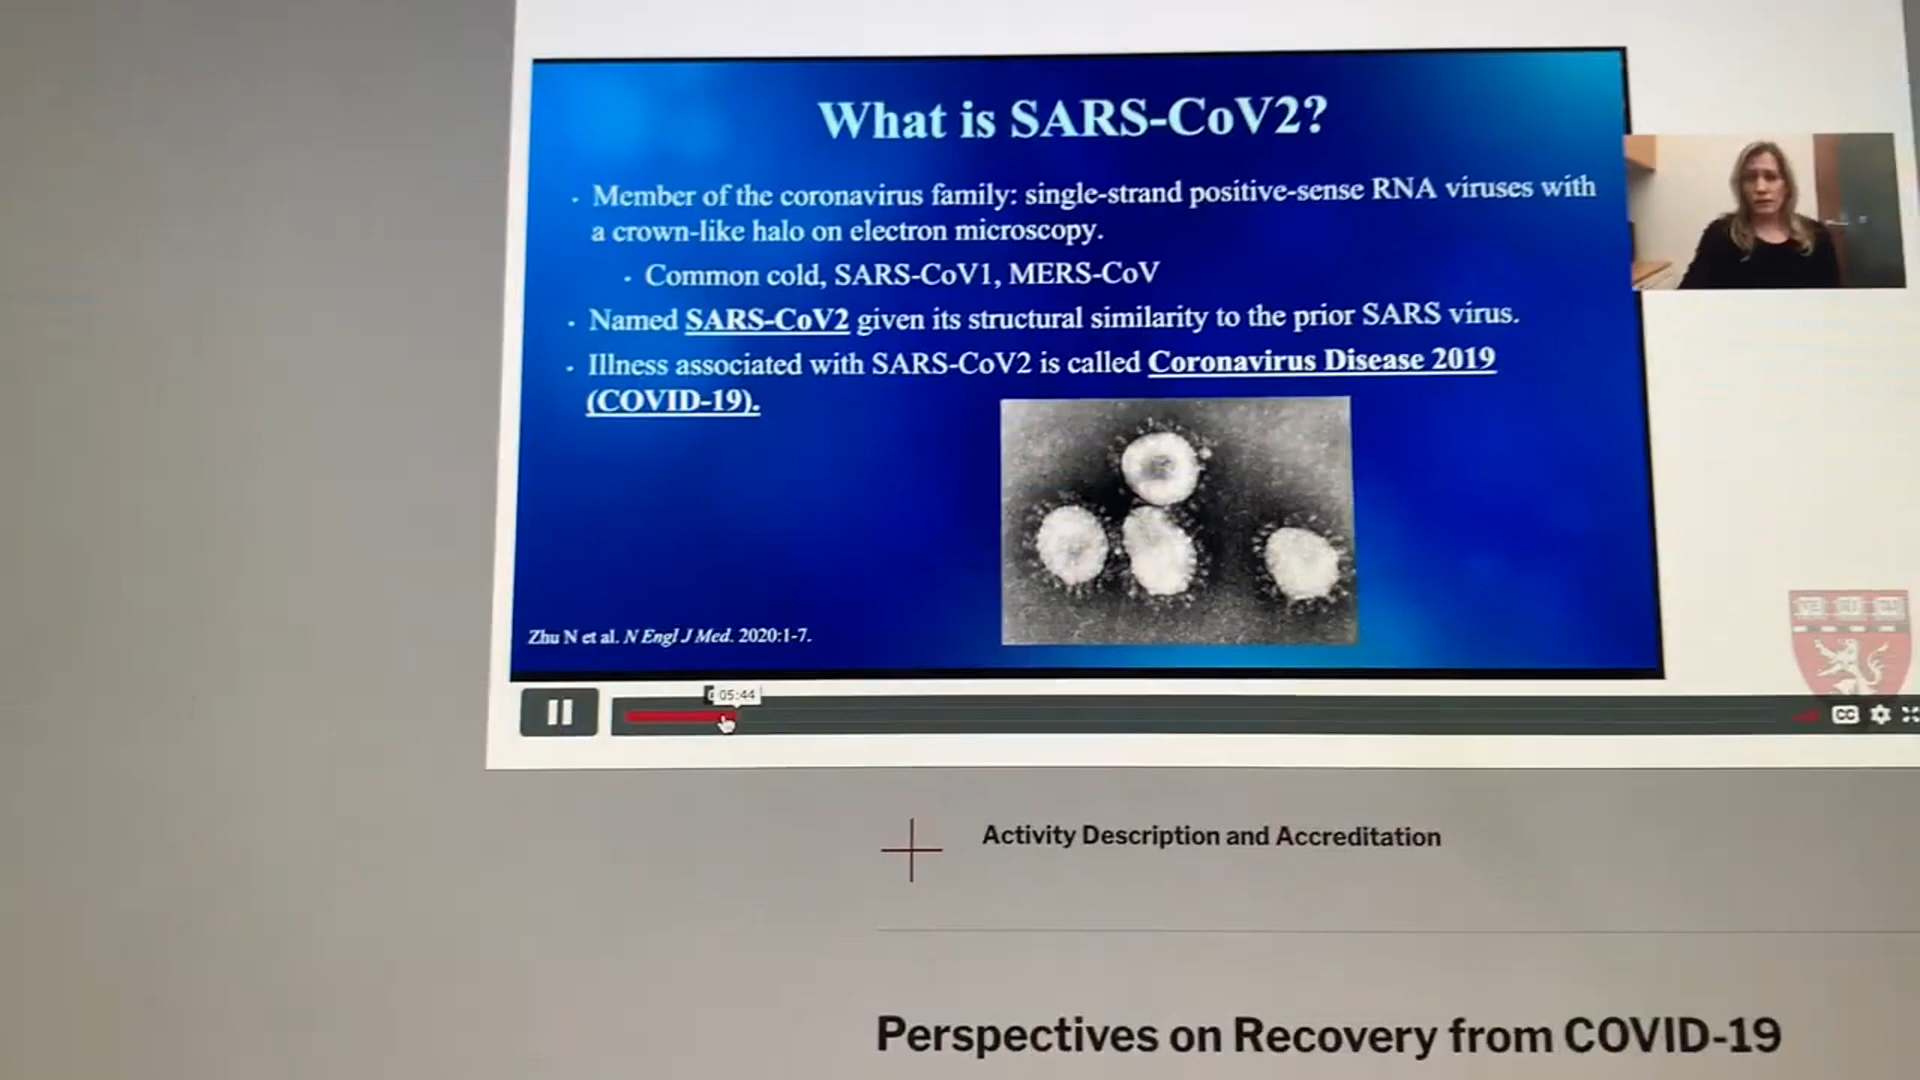 What is SARS-CoV2?
· Member of the coronavirus family: single-strand positive-sense RNA viruses with
a crown-like halo on electron microscopy.
· Common cold, SARS-CoV1, MERS-CoV
· Named SARS-CoV2 given its structural similarity to the prior SARS virus.
· Illness associated with SARS-CoV2 is called Coronavirus Disease 2019
(COVID-19).
Zhu N et al. N Engl J Med. 2020:1-7.
05:44
CC
Activity Description and Accreditation
Perspectives on Recovery from COVID-19